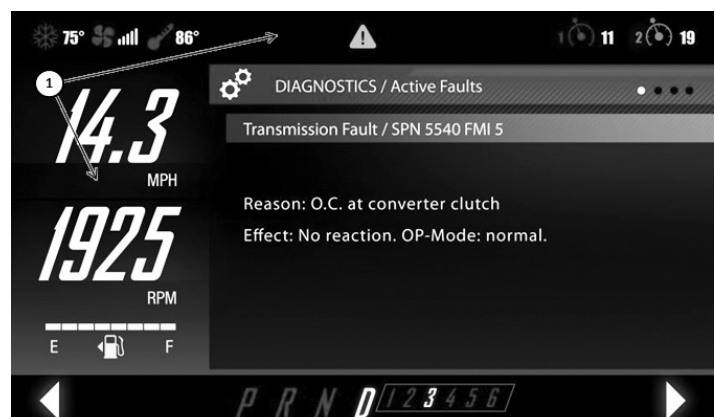 75° 86° 1 11 2 19
1
DIAGNOSTICS / Active Faults
14.3
MPH
Transmission Fault / SPN 5540 FMI 5
Reason: O.C. at converter clutch
Effect: No reaction. OP-Mode: normal.
1925
RPM
E F
P R N D 1 2 3 4 5 6